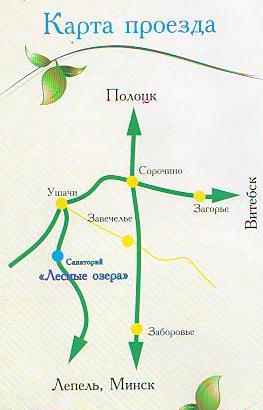 Карта проезда
Полоцк
Сорочино
Ушачи
Загорье
Витебск
Завечелье
Санаторий
«Лесные озера»
Заборовье
Лепель, Минск